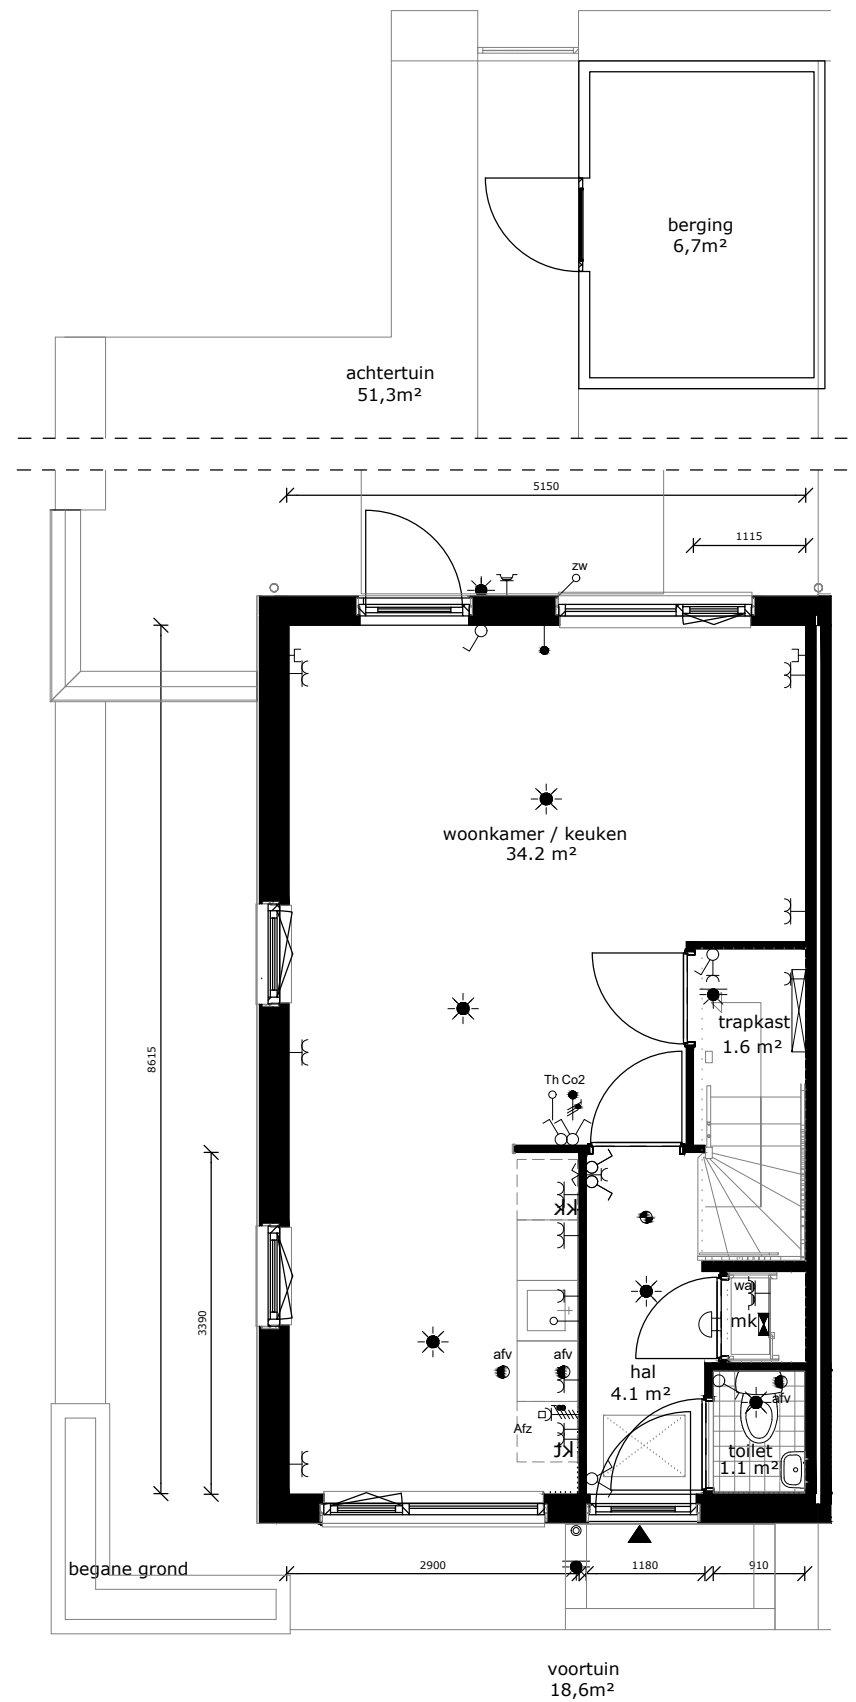 berging
6,7m²
achtertuin
51,3m²
5150
1115
zw
woonkamer / keuken
34.2 m²
trapkast
1.6 m²
8615
Th Co2
kk
3390
wa
mk
afv
afv
hal
4.1 m²
afv
Afz
kt
toilet
1.1 m²
begane grond
2900
1180
910
voortuin
18,6m²